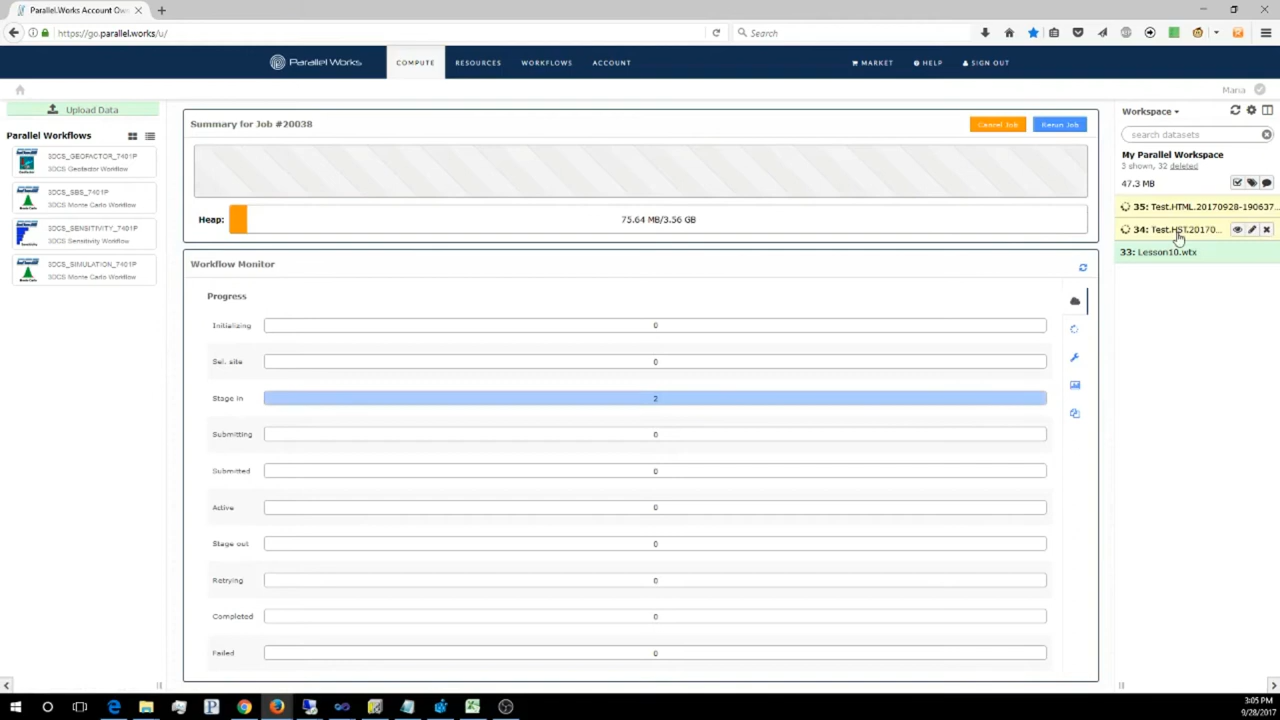 Parallel.Works Account Ow
https://go.parallel.works/u/
Search
Parallel Works
COMPUTE
RESOURCES
WORKFLOWS
ACCOUNT
MARKET
HELP
SIGN OUT
Maria
Upload Data
Parallel Workflows
3DCS_GEOFACTOR_7401P
3DCS Geofactor Workflow
3DCS_SBS_7401P
3DCS Monte Carlo Workflow
3DCS_SENSITIVITY_7401P
3DCS Sensitivity Workflow
3DCS_SIMULATION_7401P
3DCS Monte Carlo Workflow
Summary for Job #20038
Cancel Job
Rerun Job
Heap:
75.64 MB/3.56 GB
Workflow Monitor
Progress
Initializing 0
Sel. site 0
Stage in 2
Submitting 0
Submitted 0
Active 0
Stage out 0
Retrying 0
Completed 0
Failed 0
Workspace
search datasets
My Parallel Workspace
3 shown, 32 deleted
47.3 MB
35: Test.HTML.20170928-190637...
34: Test.HST.20170...
33: Lesson10.wtx
3:05 PM
9/28/2017